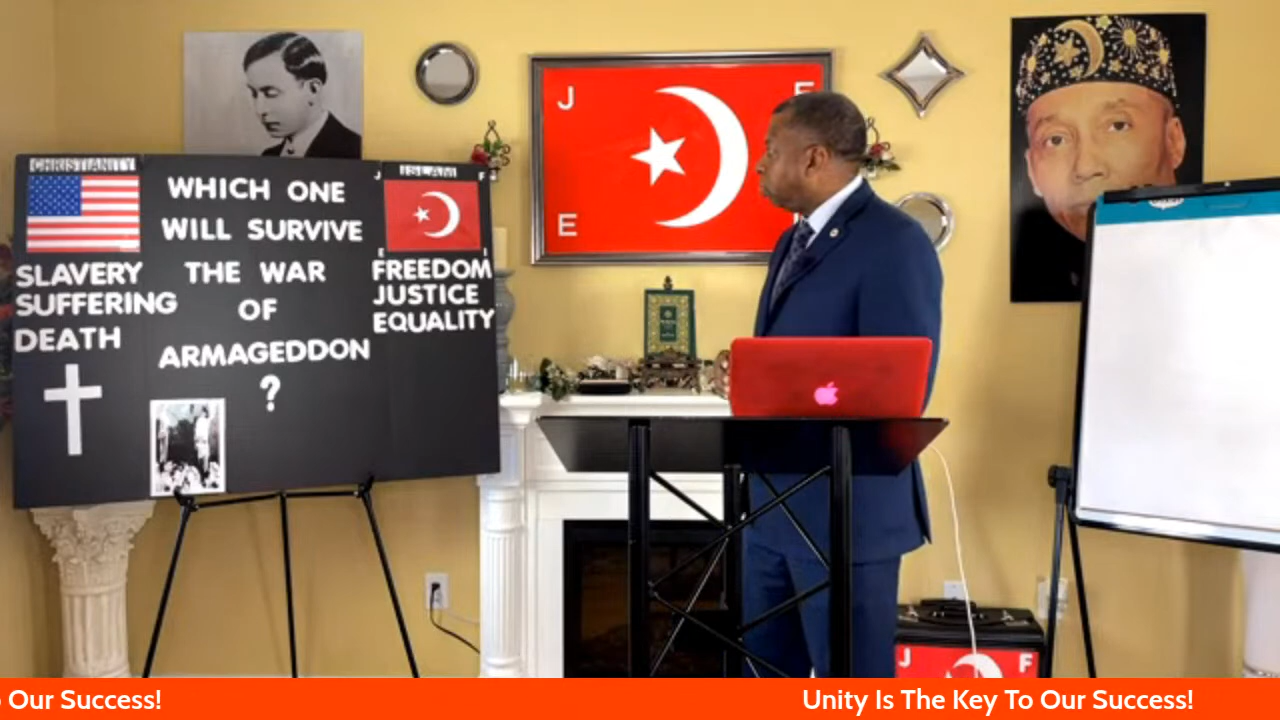 CHRISTIANITY
WHICH ONE
WILL SURVIVE
THE WAR
OF
ARMAGEDDON
?
SLAVERY
SUFFERING
DEATH
J ISLAM F
E
FREEDOM
JUSTICE
EQUALITY
J F
E
J F
Our Success!
Unity Is The Key To Our Success!